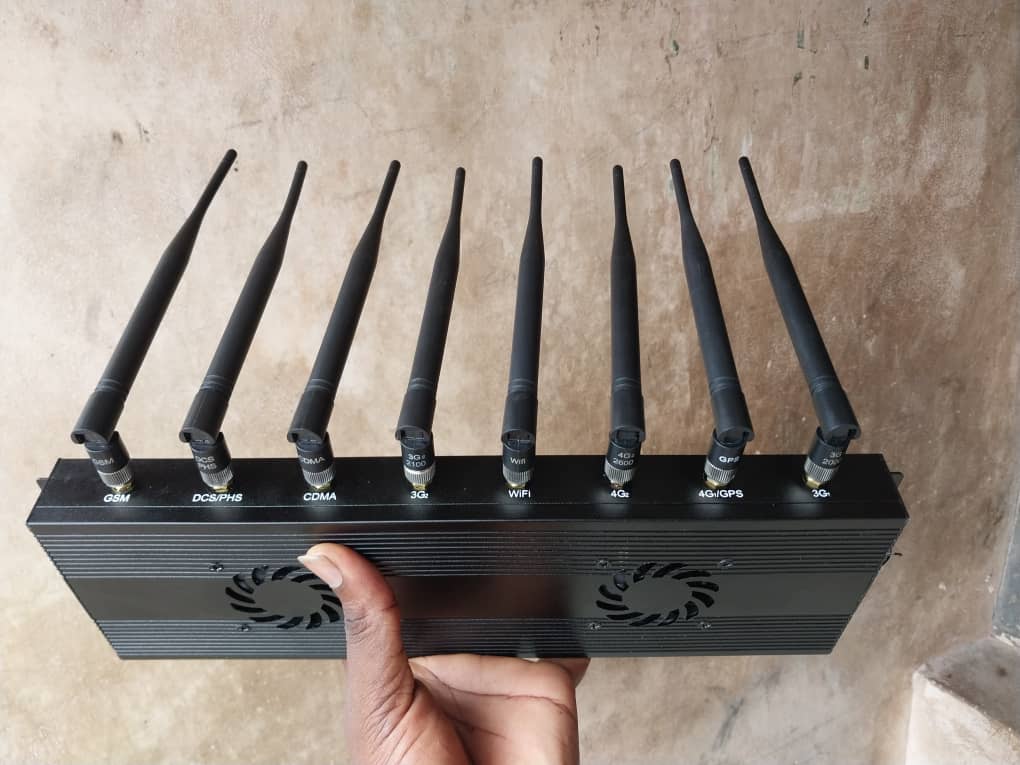 GSM
DCS
PHS
CDMA
3G2
2100
Wifi
4G2
2600
GPS
3G
GSM
DCS/PHS
CDMA
3G2
WiFi
4G2
4G1/GPS
3G1